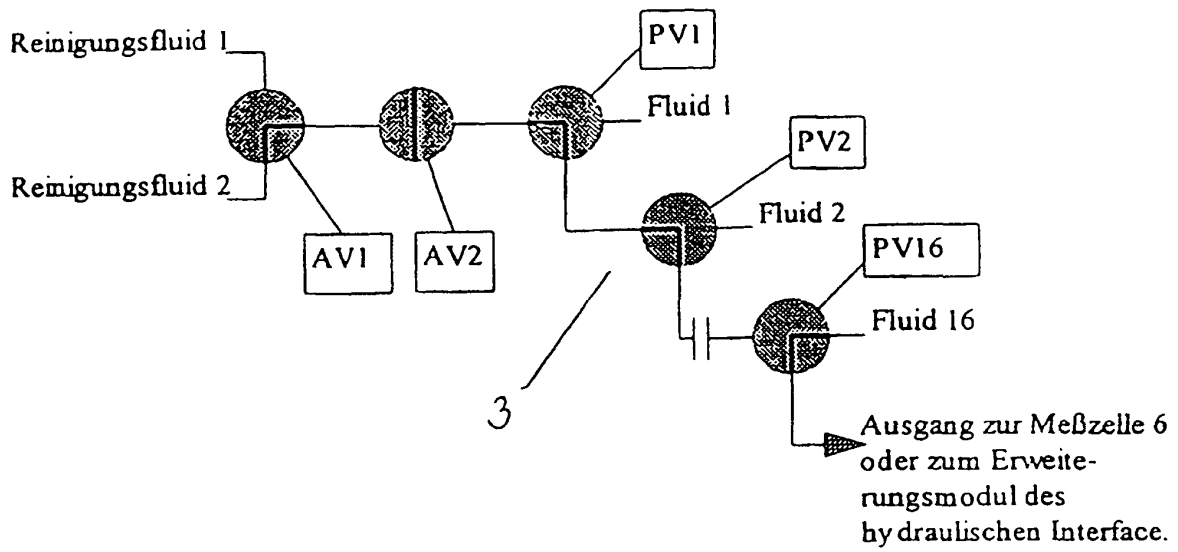 Reinigungsfluid 1
PV1
Fluid 1
PV2
Reinigungsfluid 2
Fluid 2
AV1
AV2
PV16
Fluid 16
3
Ausgang zur Meßzelle 6
oder zum Erweite-
rungsmodul des
hydraulischen Interface.